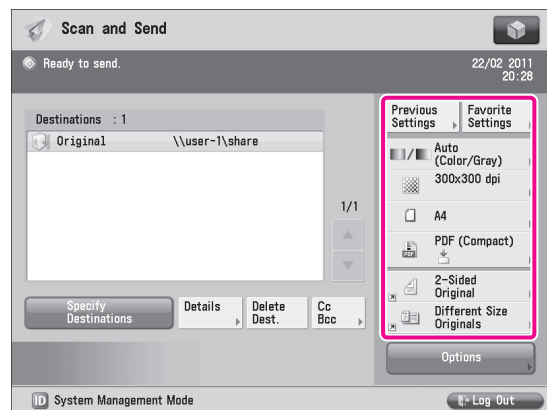 Scan and Send
Ready to send.
22/02 2011
20:28
Destinations : 1
Original \\user-1\share
1/1
Specify
Destinations
Details
Delete
Dest.
Cc
Bcc
Previous
Settings
Favorite
Settings
Auto
(Color/Gray)
300x300 dpi
A4
PDF
PDF (Compact)
2-Sided
Original
Different Size
Originals
Options
ID System Management Mode
Log Out